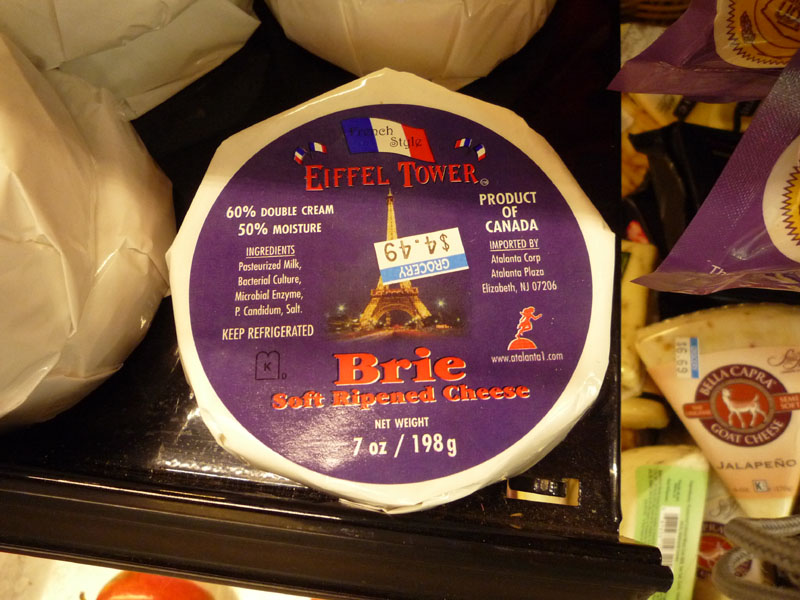 French
Style
EIFFEL TOWER
60% DOUBLE CREAM
50% MOISTURE
INGREDIENTS
Pasteurized Milk,
Bacterial Culture,
Microbial Enzyme,
P. Candidum, Salt.
KEEP REFRIGERATED
K
D
$4.49
GROCERY
PRODUCT
OF
CANADA
IMPORTED BY
Atalanta Corp
Atalanta Plaza
Elizabeth, NJ 07206
www.atalanta1.com
Brie
Soft Ripened Cheese
NET WEIGHT
7 oz / 198g
BELLA CAPRA
GOAT CHEESE
JALAPEÑO